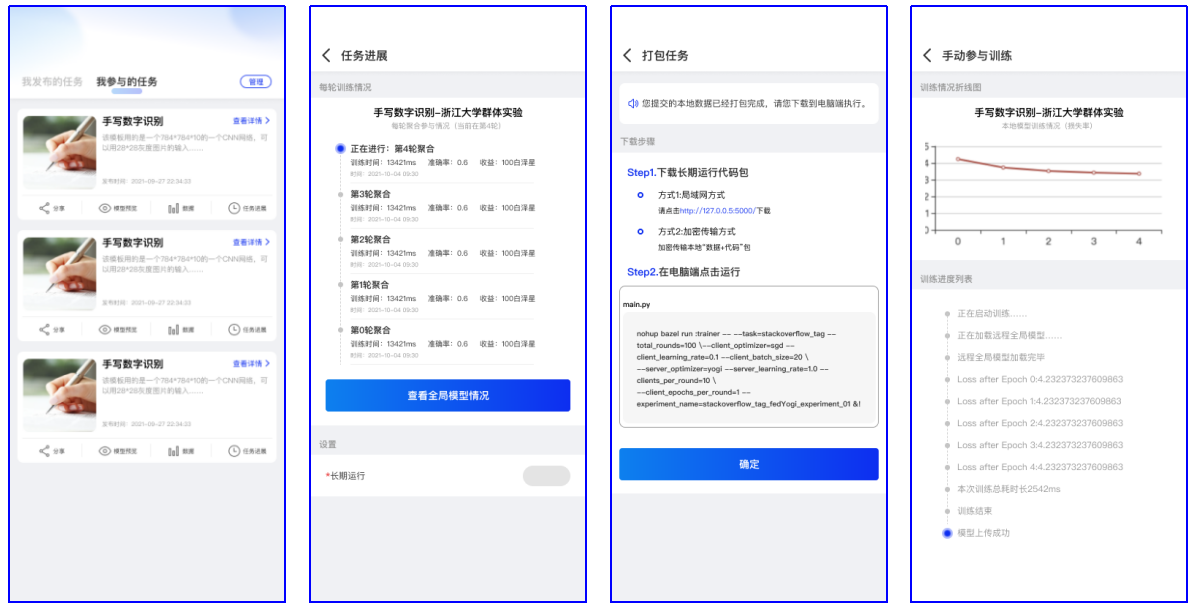 我发布的任务 我参与的任务 管理
手写数字识别 查看详情
该模板用的是一个784*784*10的一个CNN网络，可
以用28*28灰度图片的输入......
发布时间：2021-09-27 22:34:33
分享 模型预览 数据 任务进展
手写数字识别 查看详情
该模板用的是一个784*784*10的一个CNN网络，可
以用28*28灰度图片的输入......
发布时间：2021-09-27 22:34:33
分享 模型预览 数据 任务进展
手写数字识别 查看详情
该模板用的是一个784*784*10的一个CNN网络，可
以用28*28灰度图片的输入......
发布时间：2021-09-27 22:34:33
分享 模型预览 数据 任务进展
任务进展
每轮训练情况
手写数字识别-浙江大学群体实验
每轮聚合参与情况（当前在第4轮）
正在进行：第4轮聚合
训练时间：13421ms 准确率：0.6 收益：100白泽星
时间：2021-10-04 09:30
第3轮聚合
训练时间：13421ms 准确率：0.6 收益：100白泽星
时间：2021-10-04 09:30
第2轮聚合
训练时间：13421ms 准确率：0.6 收益：100白泽星
时间：2021-10-04 09:30
第1轮聚合
训练时间：13421ms 准确率：0.6 收益：100白泽星
时间：2021-10-04 09:30
第0轮聚合
训练时间：13421ms 准确率：0.6 收益：100白泽星
时间：2021-10-04 09:30
查看全局模型情况
设置
*长期运行
打包任务
您提交的本地数据已经打包完成，请您下载到电脑端执行。
下载步骤
Step1.下载长期运行代码包
方式1:局域网方式
请点击http://127.0.0.5:5000/下载
方式2:加密传输方式
加密传输本地"数据+代码"包
Step2.在电脑端点击运行
main.py
nohup bazel run :trainer -- --task=stackoverflow_tag --
total_rounds=100 \--client_optimizer=sgd --
client_learning_rate=0.1 --client_batch_size=20 \
--server_optimizer=yogi --server_learning_rate=1.0 --
clients_per_round=10 \
--client_epochs_per_round=1 --
experiment_name=stackoverflow_tag_fedYogi_experiment_01 &!
确定
手动参与训练
训练情况折线图
手写数字识别-浙江大学群体实验
本地模型训练情况（损失率）
5
4
3
2
1
0
0 1 2 3 4
训练进度列表
正在启动训练......
正在加载远程全局模型......
远程全局模型加载完毕
Loss after Epoch 0:4.232373237609863
Loss after Epoch 1:4.232373237609863
Loss after Epoch 2:4.232373237609863
Loss after Epoch 3:4.232373237609863
Loss after Epoch 4:4.232373237609863
本次训练总耗时长2542ms
训练结束
模型上传成功